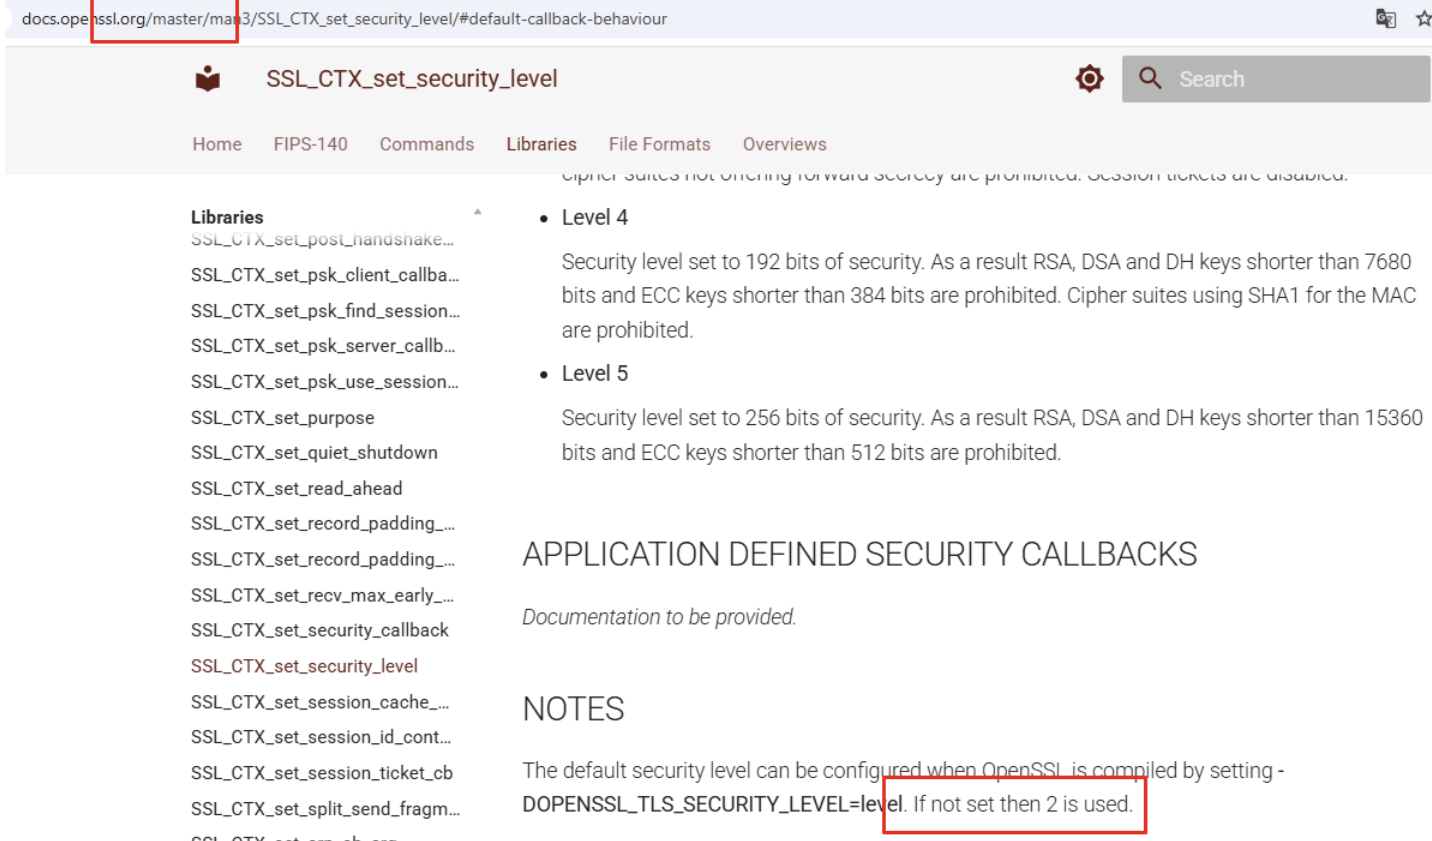 docs.openssl.org/master/man3/SSL_CTX_set_security_level/#default-callback-behaviour
SSL_CTX_set_security_level
Search
Home FIPS-140 Commands Libraries File Formats Overviews
cipher suites not offering forward secrecy are prohibited. Session tickets are disabled.
Libraries
SSL_CTX_set_post_handshake...
SSL_CTX_set_psk_client_callba...
SSL_CTX_set_psk_find_session...
SSL_CTX_set_psk_server_callb...
SSL_CTX_set_psk_use_session...
SSL_CTX_set_purpose
SSL_CTX_set_quiet_shutdown
SSL_CTX_set_read_ahead
SSL_CTX_set_record_padding_...
SSL_CTX_set_record_padding_...
SSL_CTX_set_recv_max_early_...
SSL_CTX_set_security_callback
SSL_CTX_set_security_level
SSL_CTX_set_session_cache_...
SSL_CTX_set_session_id_cont...
SSL_CTX_set_session_ticket_cb
SSL_CTX_set_split_send_fragm...
• Level 4
Security level set to 192 bits of security. As a result RSA, DSA and DH keys shorter than 7680
bits and ECC keys shorter than 384 bits are prohibited. Cipher suites using SHA1 for the MAC
are prohibited.
• Level 5
Security level set to 256 bits of security. As a result RSA, DSA and DH keys shorter than 15360
bits and ECC keys shorter than 512 bits are prohibited.
APPLICATION DEFINED SECURITY CALLBACKS
Documentation to be provided.
NOTES
The default security level can be configured when OpenSSL is compiled by setting -
DOPENSSL_TLS_SECURITY_LEVEL=level. If not set then 2 is used.